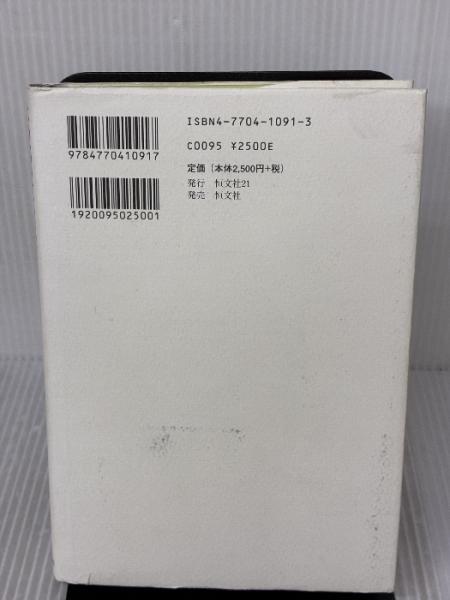 ISBN4-7704-1091-3
9784770410917
C0095 ¥2500E
定価（本体2,500円+税）
発行 恒文社21
発売 恒文社
1920095025001